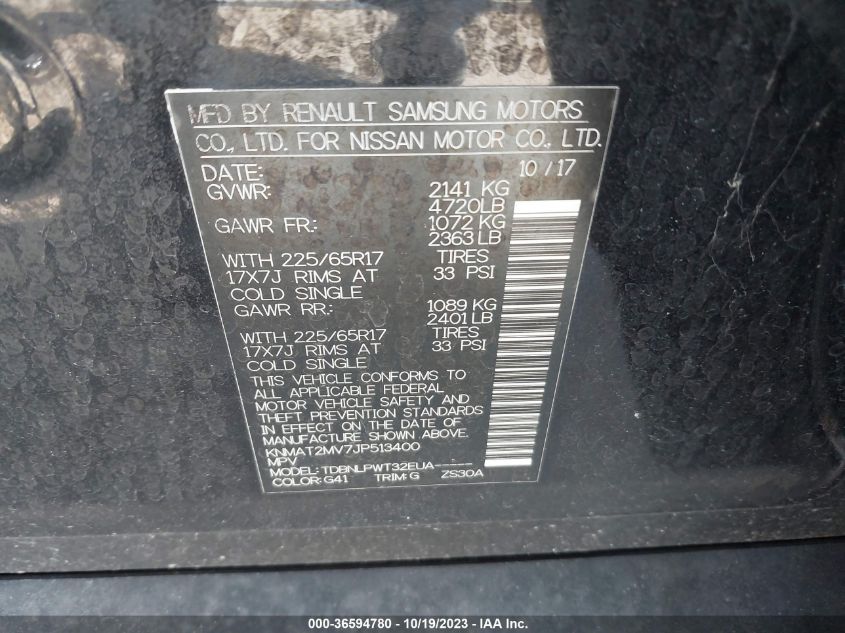 MFD BY RENAULT SAMSUNG MOTORS
CO., LTD. FOR NISSAN MOTOR CO., LTD.
DATE: 10 / 17
GVWR: 2141 KG
4720LB
GAWR FR.: 1072 KG
2363 LB
WITH 225/65R17 TIRES
17X7J RIMS AT 33 PSI
COLD SINGLE
GAWR RR.: 1089 KG
2401 LB
WITH 225/65R17 TIRES
17X7J RIMS AT 33 PSI
COLD SINGLE
THIS VEHICLE CONFORMS TO
ALL APPLICABLE FEDERAL
MOTOR VEHICLE SAFETY AND
THEFT PREVENTION STANDARDS
IN EFFECT ON THE DATE OF
MANUFACTURE SHOWN ABOVE.
KNMAT2MV7JP513400
MPV
MODEL: TDBNLPWT32EUA-----
COLOR: G41 TRIM: G ZS30A
000-36594780 - 10/19/2023 - IAA Inc.